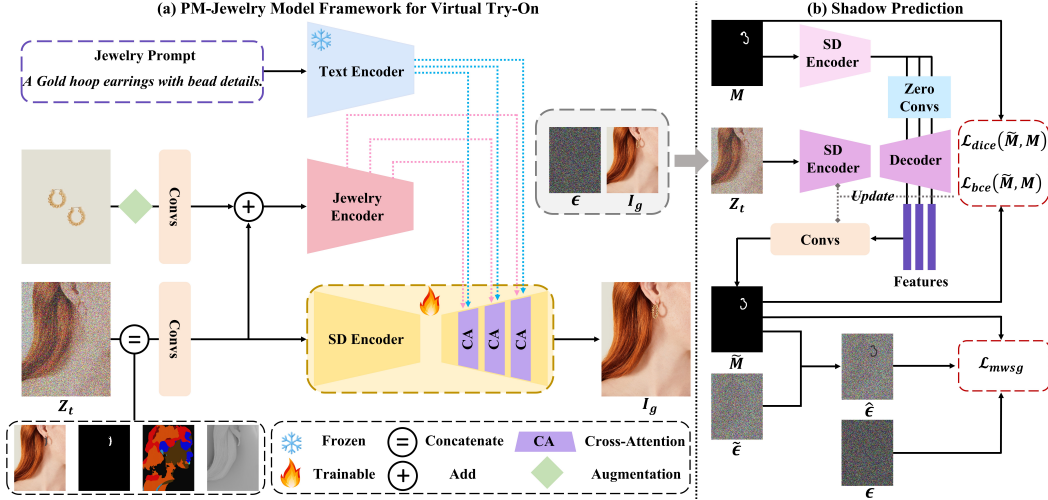 (a) PM-Jewelry Model Framework for Virtual Try-On
Jewelry Prompt
A Gold hoop earrings with bead details.
Text Encoder
Convs
Jewelry
Encoder
ϵ
I_g
Convs
SD Encoder
CA
CA
CA
Z_t
I_g
Frozen
Concatenate
CA
Cross-Attention
Trainable
Add
Augmentation
(b) Shadow Prediction
M
SD
Encoder
Zero
Convs
Z_t
SD
Encoder
Decoder
ℒ_dice(M̃, M)
ℒ_bce(M̃, M)
Update
Convs
Features
M̃
ℒ_mwsg
ϵ̃
ϵ̂
ϵ